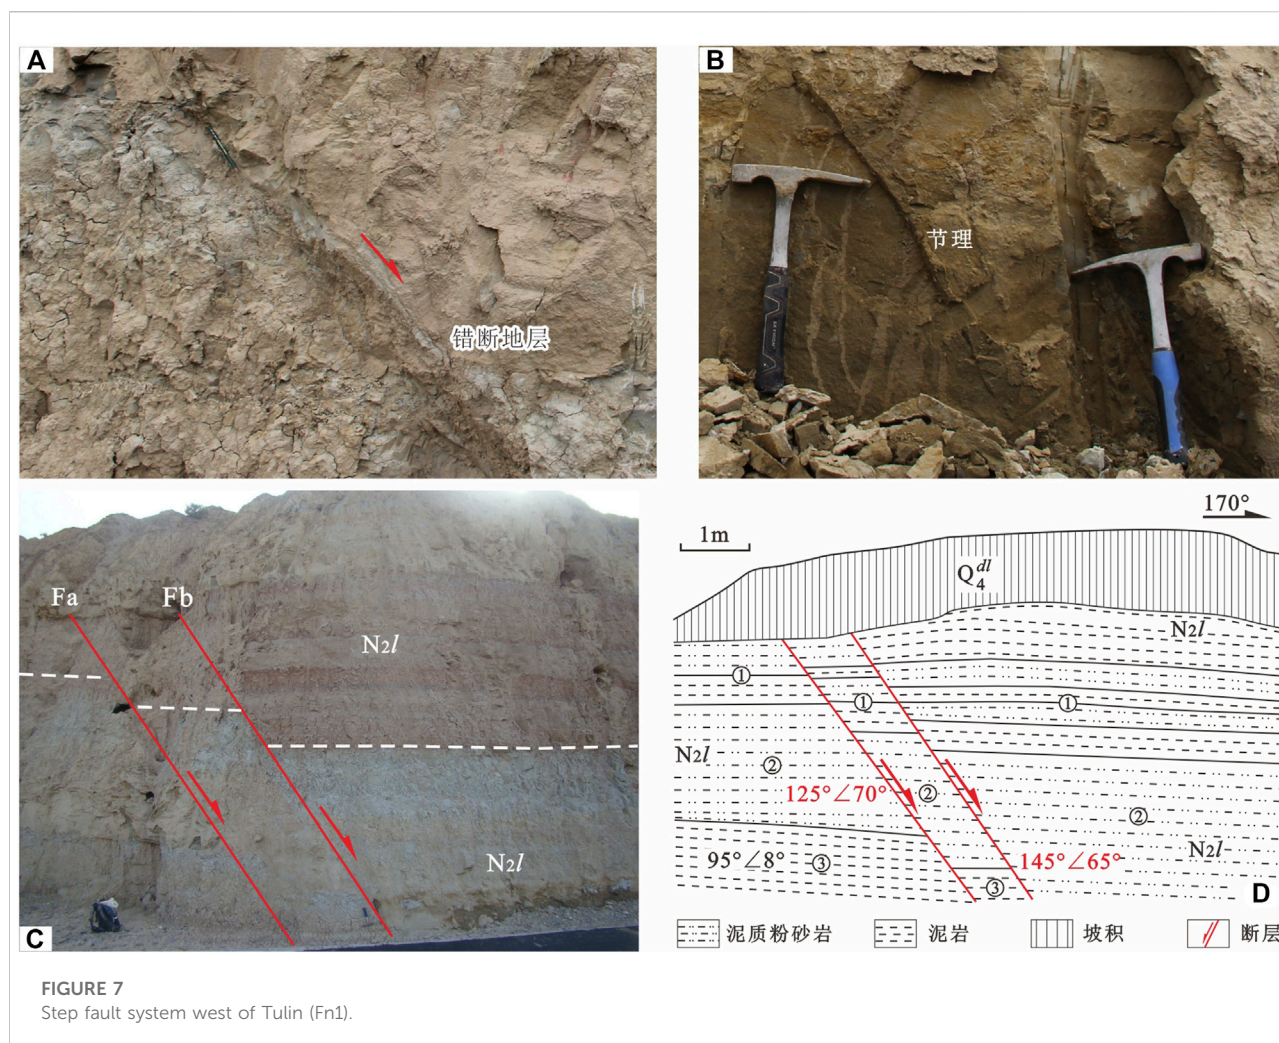 A
错断地层
B
节理
Fa
Fb
N2l
N2l
C
170°
1m
Q4dl
N2l
①
①
①
N2l
②
125°∠70°
②
②
95°∠8°
③
145°∠65°
N2l
③
D
泥质粉砂岩
泥岩
坡积
断层
FIGURE 7
Step fault system west of Tulin (Fn1).